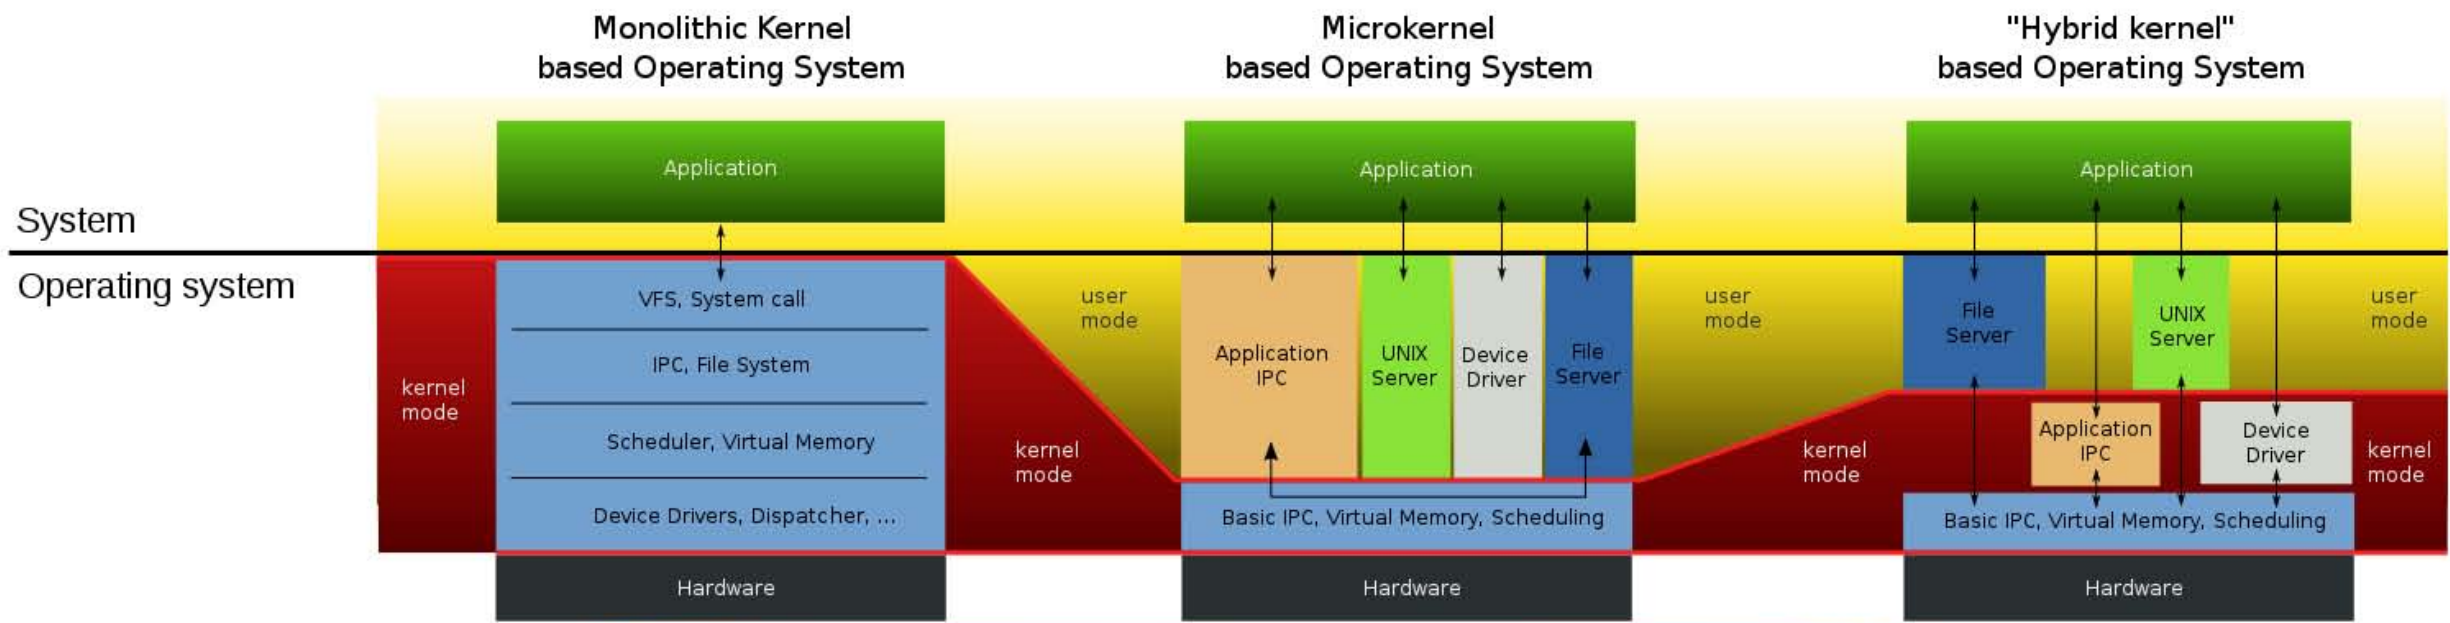 Monolithic Kernel
based Operating System
Microkernel
based Operating System
"Hybrid kernel"
based Operating System
System
Operating system
Application
kernel
mode
VFS, System call
IPC, File System
Scheduler, Virtual Memory
Device Drivers, Dispatcher, ...
Hardware
kernel
mode
user
mode
Application
Application
IPC
UNIX
Server
Device
Driver
File
Server
Basic IPC, Virtual Memory, Scheduling
Hardware
user
mode
kernel
mode
Application
File
Server
UNIX
Server
user
mode
Application
IPC
Device
Driver
kernel
mode
Basic IPC, Virtual Memory, Scheduling
Hardware